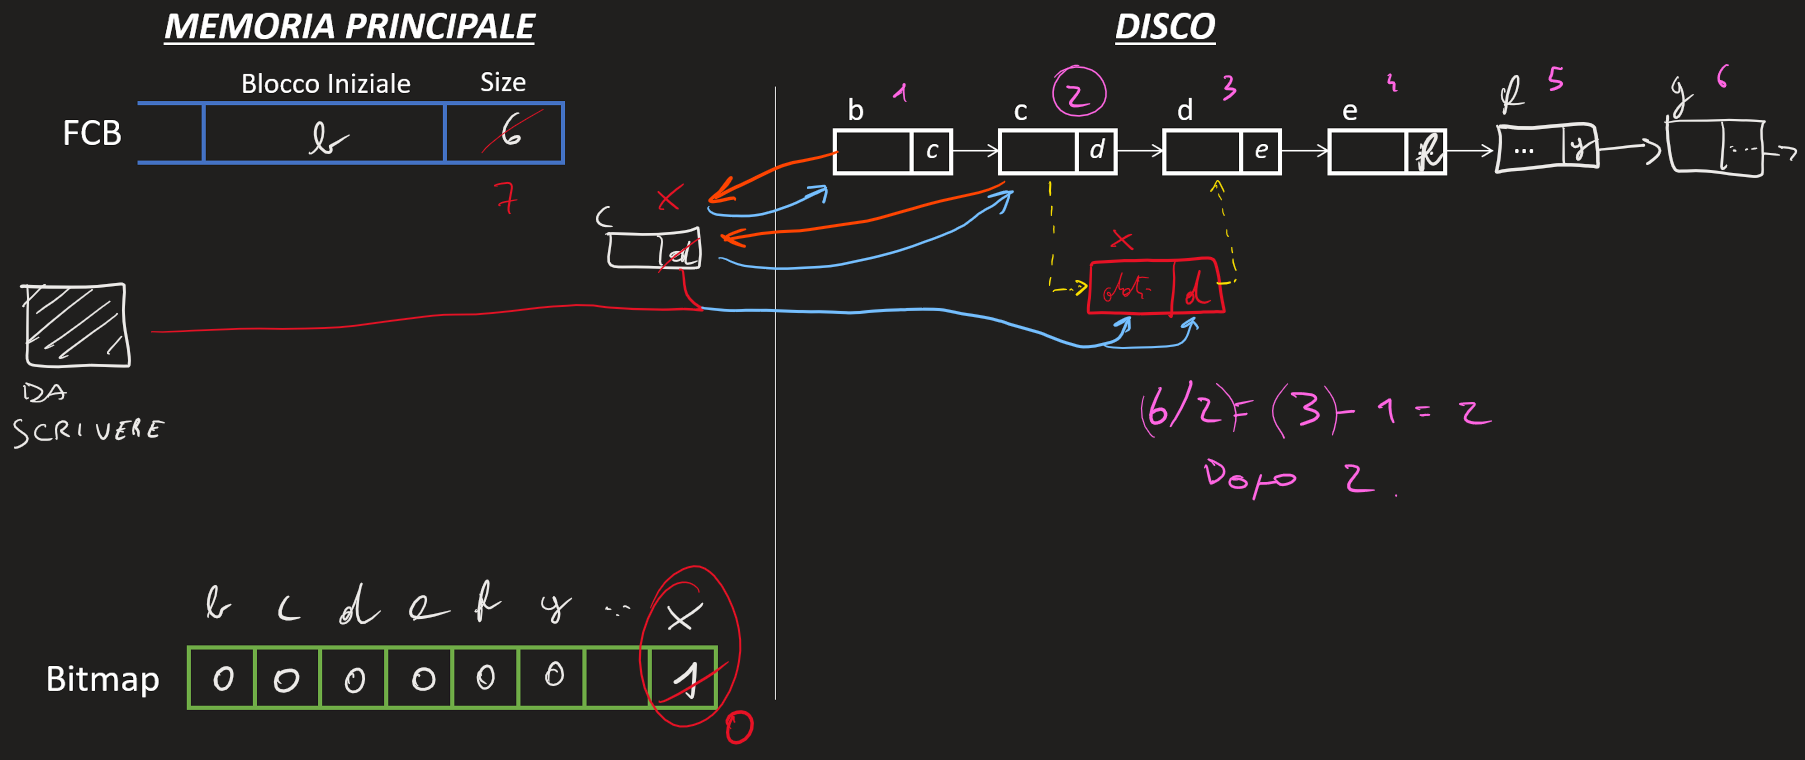 MEMORIA PRINCIPALE
DISCO
Blocco Iniziale Size
FCB b 6
7
b 1 c 2 d 3 e 4 f 5 g 6
c d e f ... g ...
c x
d
x
dati d
DA
SCRIVERE
(6/2)= (3)- 1 = 2
Dopo 2.
b c d e f g ... x
Bitmap 0 0 0 0 0 0 1
0